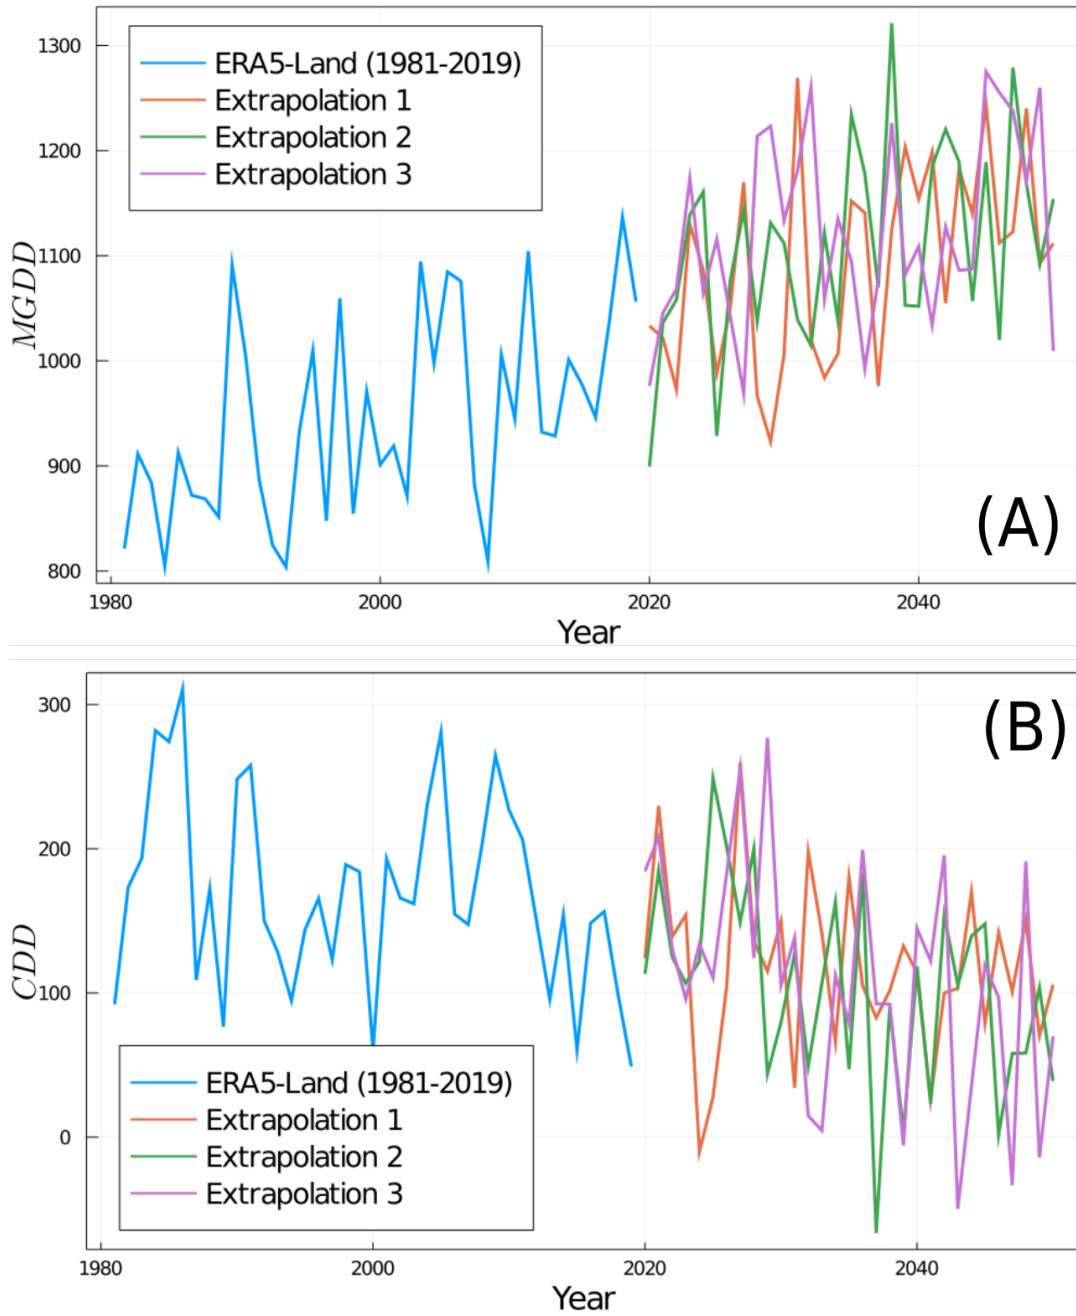 1300
1200
1100
1000
900
800
MGDD
ERA5-Land (1981-2019)
Extrapolation 1
Extrapolation 2
Extrapolation 3
(A)
1980 2000 2020 2040
Year
300
200
100
0
CDD
(B)
ERA5-Land (1981-2019)
Extrapolation 1
Extrapolation 2
Extrapolation 3
1980 2000 2020 2040
Year